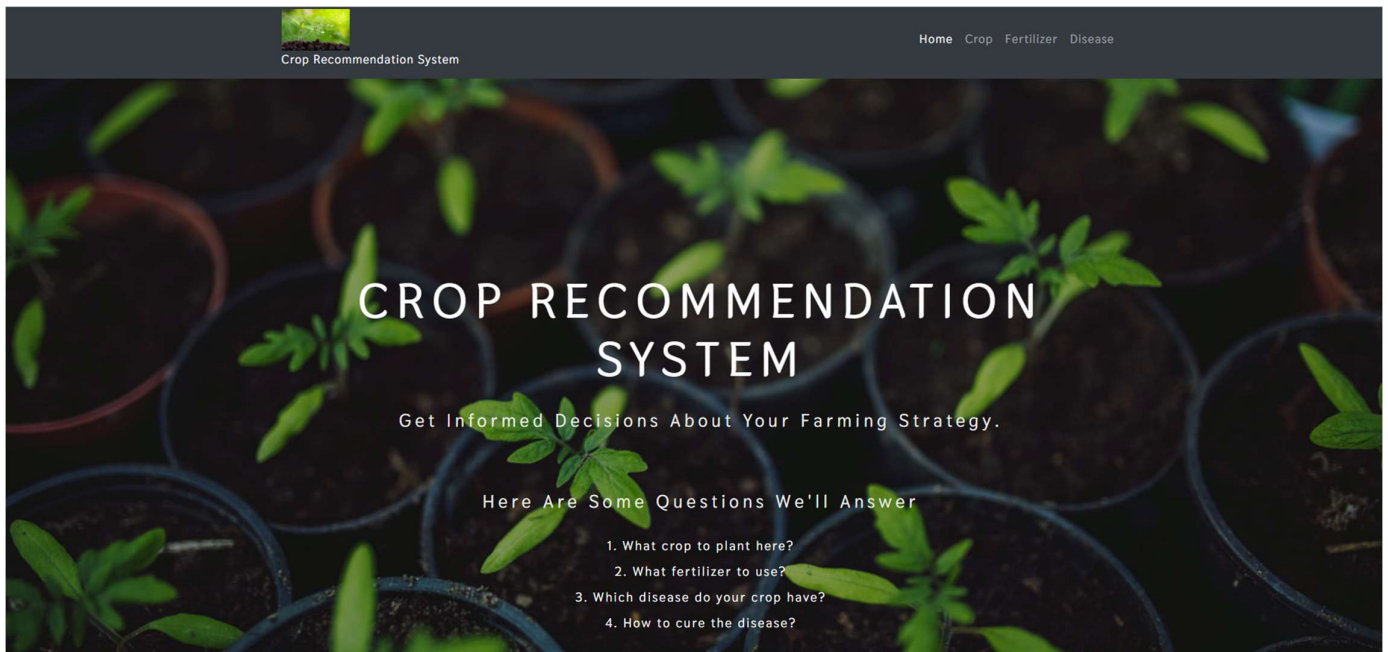 Crop Recommendation System
Home Crop Fertilizer Disease
CROP RECOMMENDATION
SYSTEM
Get Informed Decisions About Your Farming Strategy.
Here Are Some Questions We'll Answer
1. What crop to plant here?
2. What fertilizer to use?
3. Which disease do your crop have?
4. How to cure the disease?